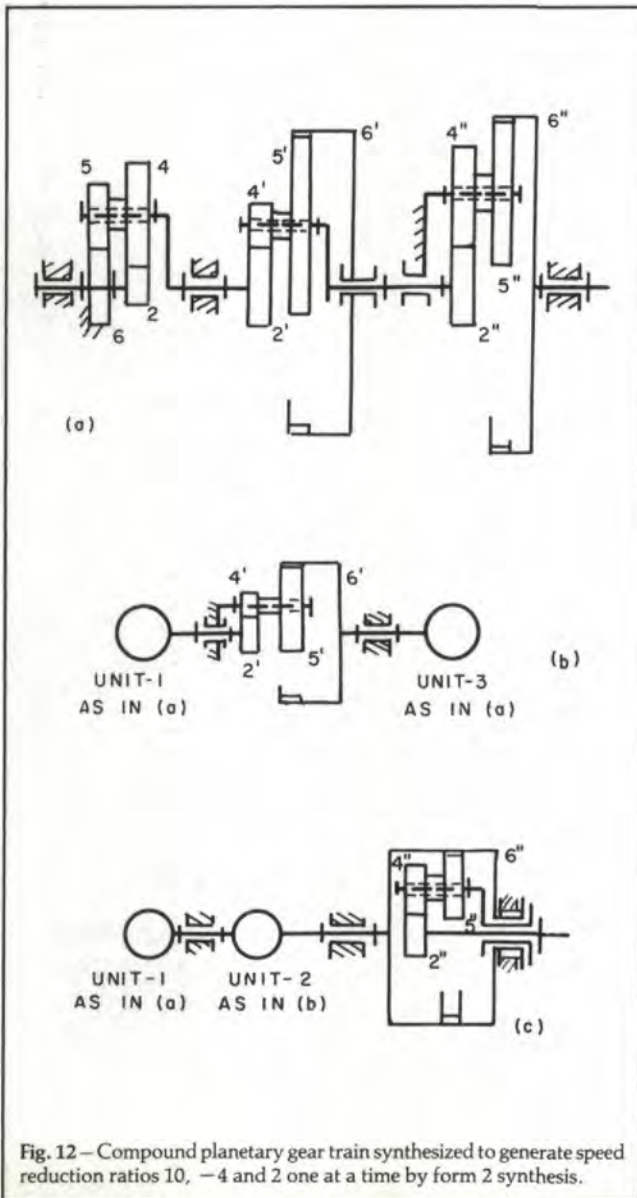 5 4
6
2
4' 5' 6'
2'
4" 6"
5"
2"
(a)
4' 6'
2' 5'
UNIT-1
AS IN (a)
UNIT-3
AS IN (a)
(b)
4" 6"
5"
2"
UNIT-1
AS IN (a)
UNIT-2
AS IN (b)
(c)
Fig. 12—Compound planetary gear train synthesized to generate speed
reduction ratios 10, −4 and 2 one at a time by form 2 synthesis.